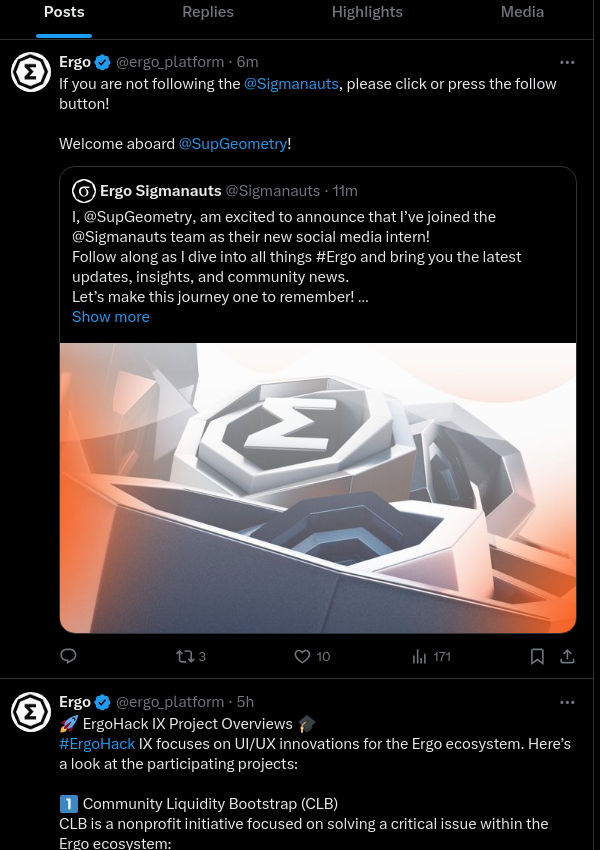 Posts Replies Highlights Media
Ergo @ergo_platform · 6m
If you are not following the @Sigmanauts, please click or press the follow
button!
Welcome aboard @SupGeometry!
Ergo Sigmanauts @Sigmanauts · 11m
I, @SupGeometry, am excited to announce that I’ve joined the
@Sigmanauts team as their new social media intern!
Follow along as I dive into all things #Ergo and bring you the latest
updates, insights, and community news.
Let’s make this journey one to remember! ...
Show more
3 10 171
Ergo @ergo_platform · 5h
🚀 ErgoHack IX Project Overviews 🎓
#ErgoHack IX focuses on UI/UX innovations for the Ergo ecosystem. Here’s
a look at the participating projects:
1️⃣ Community Liquidity Bootstrap (CLB)
CLB is a nonprofit initiative focused on solving a critical issue within the
Ergo ecosystem: